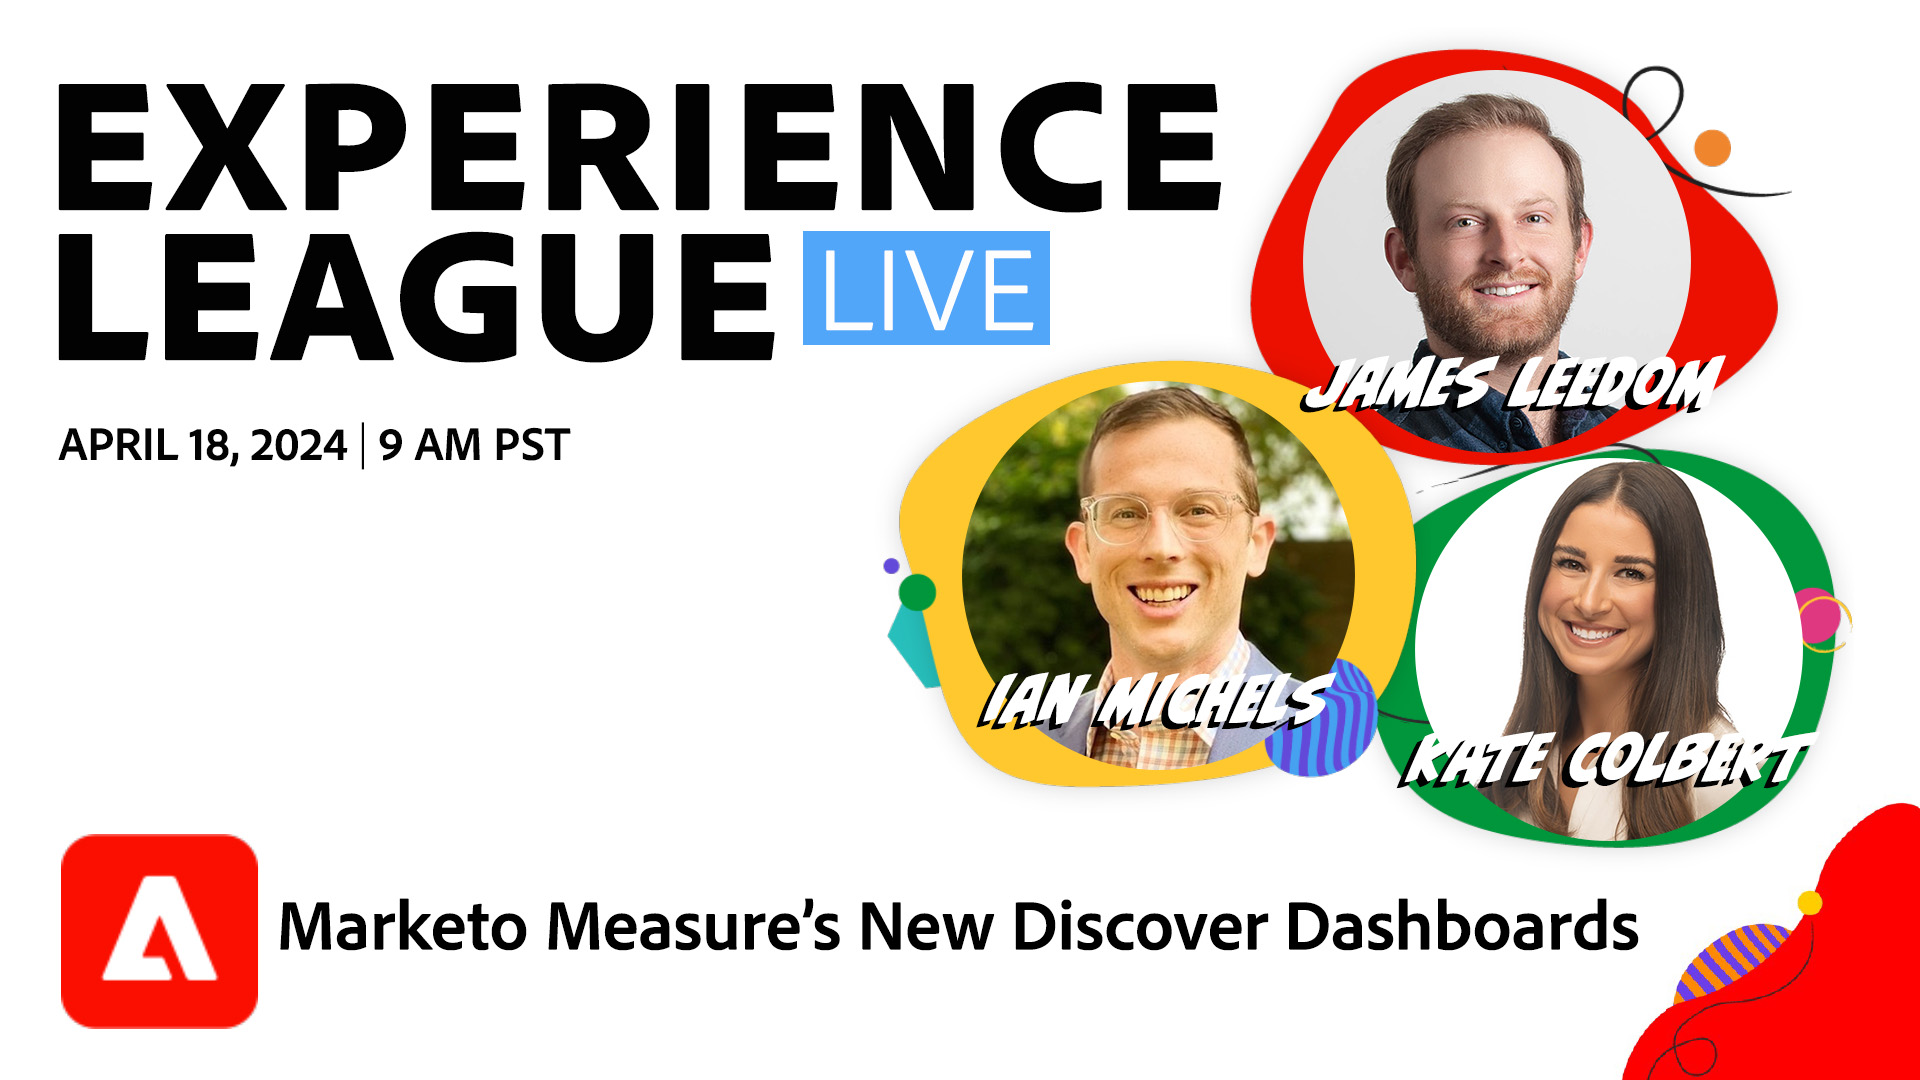 EXPERIENCE
LEAGUE LIVE
APRIL 18, 2024 | 9 AM PST
JAMES LEEDOM
IAN MICHELS
KATE COLBERT
Marketo Measure’s New Discover Dashboards